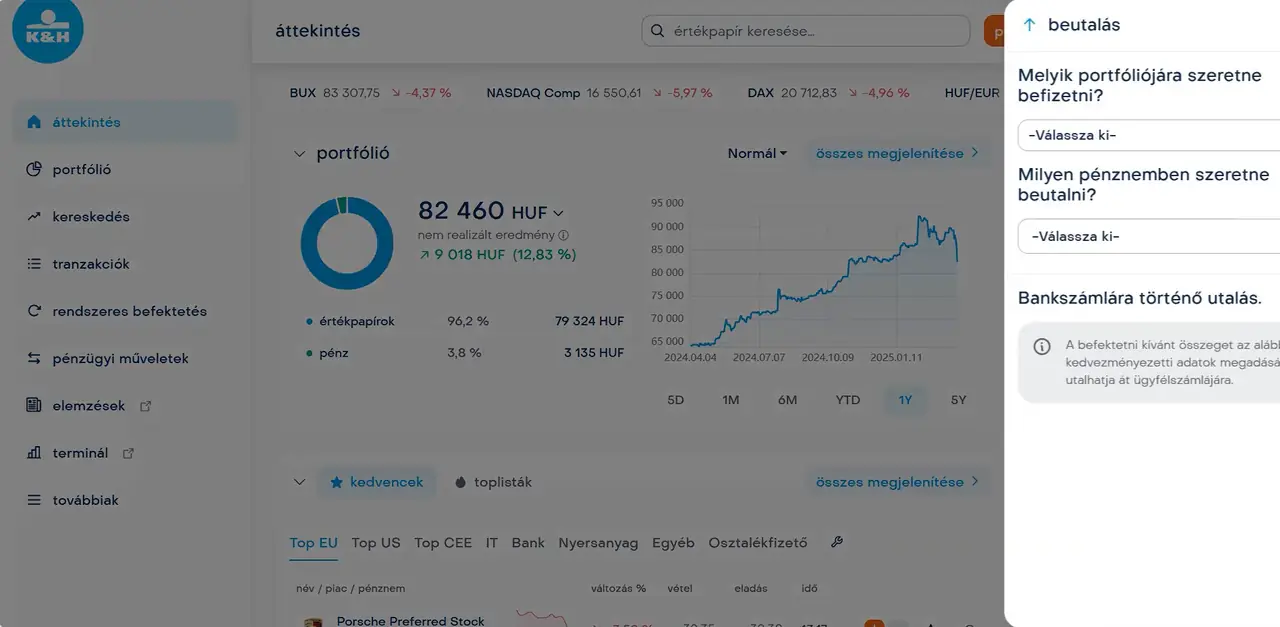 K&H
áttekintés
értékpapír keresése...
↑ beutalás
BUX 83 307,75 ↘ -4,37 % NASDAQ Comp 16 550,61 ↘ -5,97 % DAX 20 712,83 ↘ -4,96 % HUF/EUR
Melyik portfóliójára szeretne
befizetni?
-Válassza ki-
Milyen pénznemben szeretne
beutalni?
-Válassza ki-
Bankszámlára történő utalás.
A befektetni kívánt összeget az
kedvezményezetti adatok
utalhatja át ügyfélszámlájára.
áttekintés
portfólió
kereskedés
tranzakciók
rendszeres befektetés
pénzügyi műveletek
elemzések
terminál
továbbiak
portfólió
Normál
összes megjelenítése
82 460 HUF
nem realizált eredmény
↗ 9 018 HUF (12,83 %)
értékpapírok 96,2 % 79 324 HUF
pénz 3,8 % 3 135 HUF
95 000
90 000
85 000
80 000
75 000
70 000
65 000
2024.04.04 2024.07.07 2024.10.09 2025.01.11
5D 1M 6M YTD 1Y 5Y
kedvencek toplisták összes megjelenítése
Top EU Top US Top CEE IT Bank Nyersanyag Egyéb Osztalékfizető
név / piac / pénznem változás % vétel eladás idő
Porsche Preferred Stock